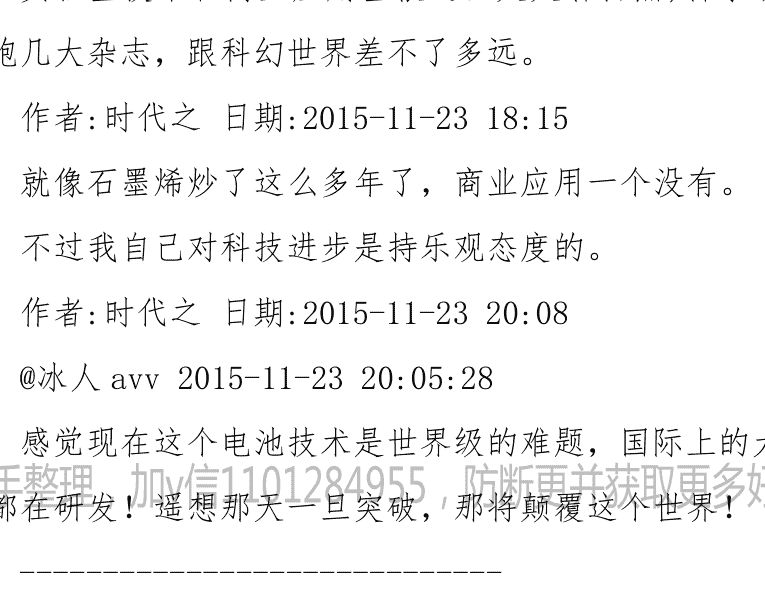 几大杂志，跟科幻世界差不了多远。
作者:时代之 日期:2015-11-23 18:15
就像石墨烯炒了这么多年了，商业应用一个没有。
不过我自己对科技进步是持乐观态度的。
作者:时代之 日期:2015-11-23 20:08
@冰人 avv 2015-11-23 20:05:28
感觉现在这个电池技术是世界级的难题，国际上的
整理，加v信1101284955，防断更并获取更多好
都在研发！遥想那天一旦突破，那将颠覆这个世界！
------------------------------